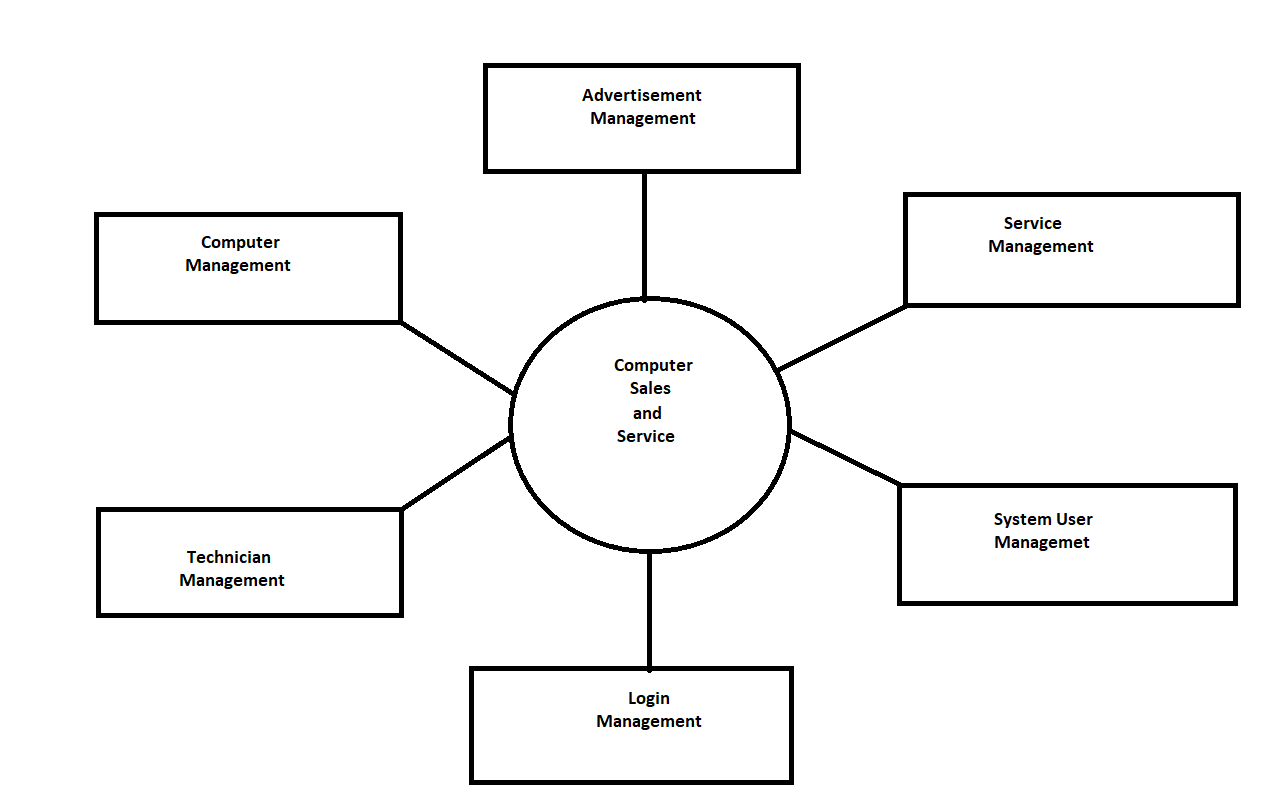 Advertisement
Management
Computer
Management
Service
Management
Computer
Sales
and
Service
Technician
Management
System User
Managemet
Login
Management